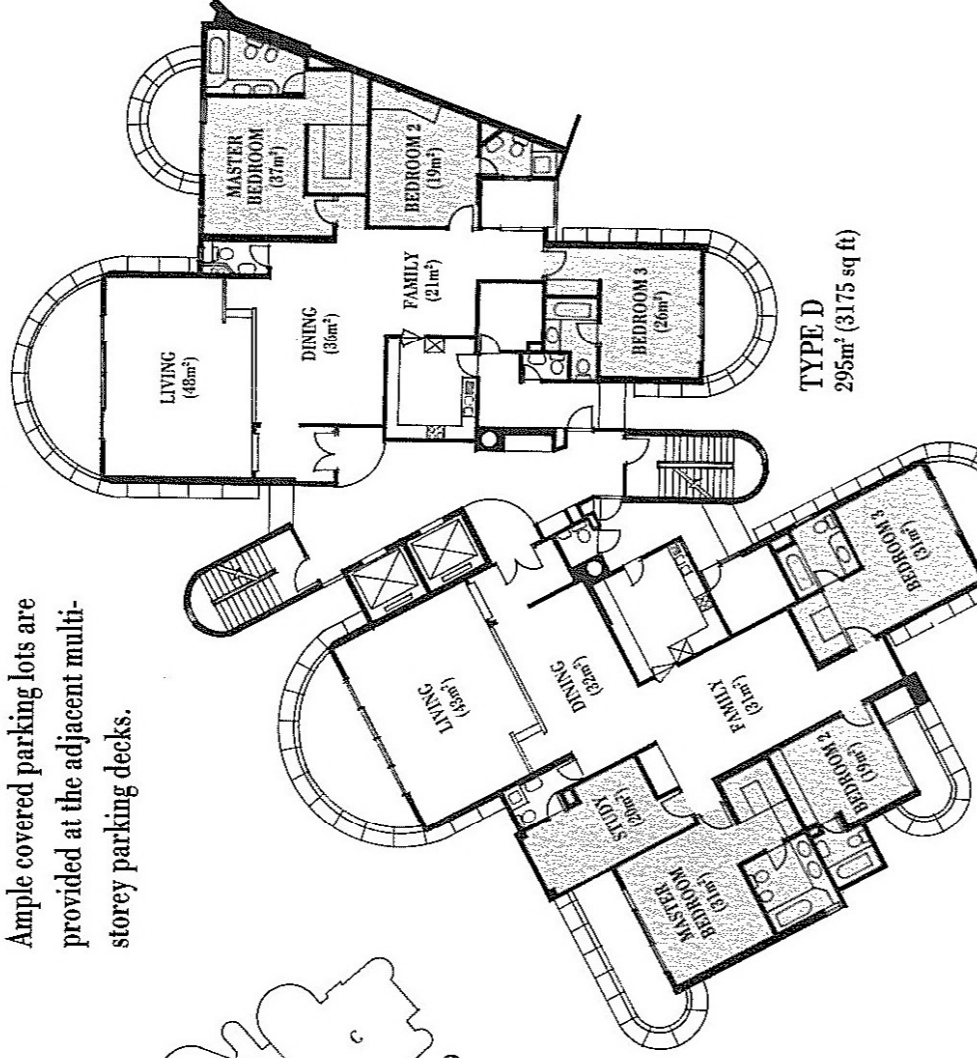 Ample covered parking lots are
provided at the adjacent multi-
storey parking decks.
MASTER
BEDROOM
(37m²)
BEDROOM 2
(19m²)
LIVING
(48m²)
DINING
(36m²)
FAMILY
(21m²)
BEDROOM 3
(26m²)
TYPE D
295m² (3175 sq ft)
LIVING
(43m²)
DINING
(32m²)
FAMILY
(31m²)
STUDY
(20m²)
MASTER
BEDROOM
(31m²)
BEDROOM 2
(19m²)
BEDROOM 3
(31m²)
C